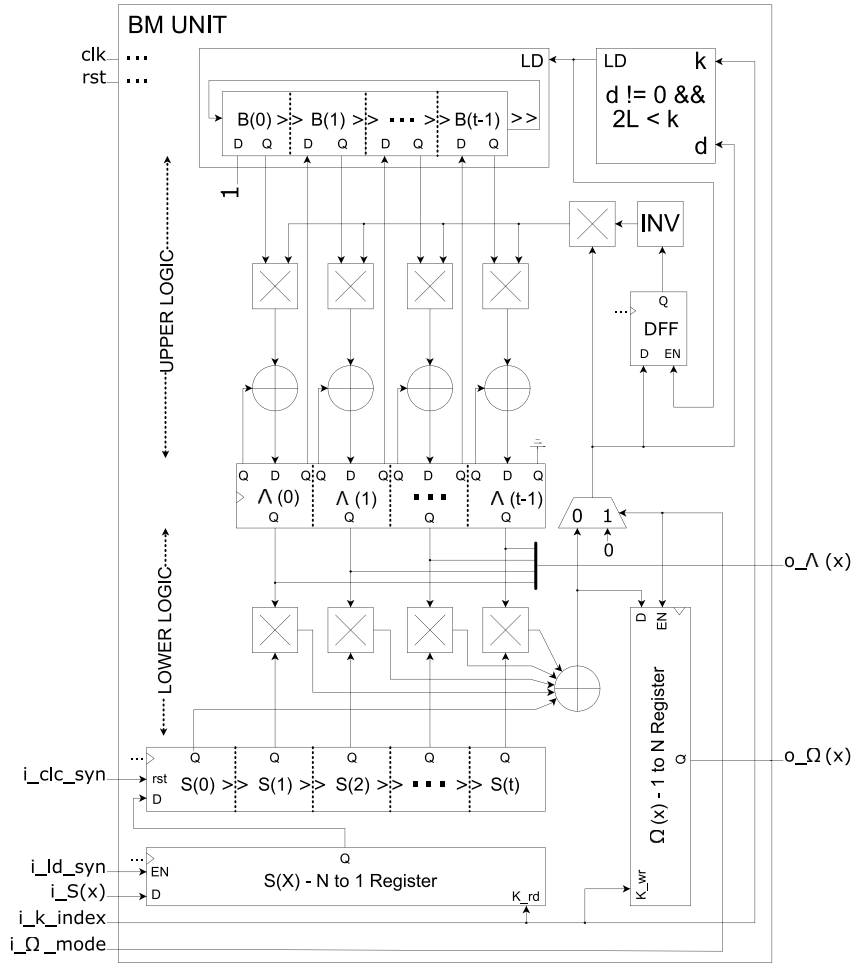 BM UNIT
clk ...
rst ...
LD
LD k
d != 0 &&
2L < k
d
B(0) >> B(1) >> ... >> B(t-1) >>
D Q D Q D Q D Q
1
INV
Q
... DFF
D EN
UPPER LOGIC
Q D Q Q D Q Q D Q Q D Q
Λ (0) Λ (1) ... Λ (t-1)
Q Q Q Q
0 1
0
o_Λ (x)
LOWER LOGIC
D EN
Ω (x) - 1 to N Register
Q
K_wr
o_Ω (x)
... Q Q Q Q Q
i_clc_syn rst
S(0) >> S(1) >> S(2) >> ... >> S(t)
D
... Q
i_ld_syn EN
S(X) - N to 1 Register
i_S(x) D
K_rd
i_k_index
i_Ω _mode